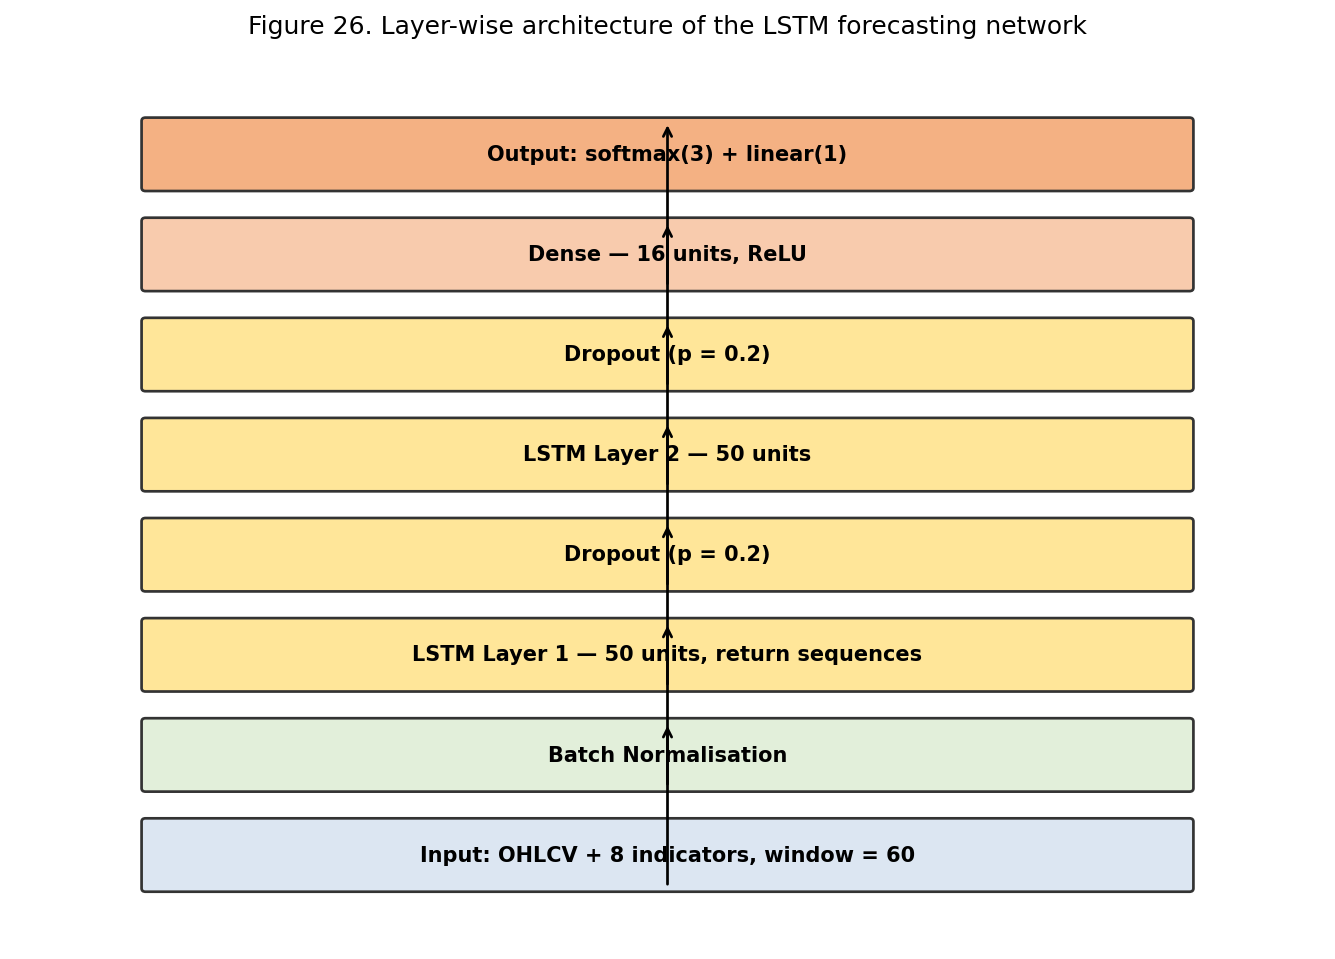 Figure 26. Layer-wise architecture of the LSTM forecasting network
Output: softmax(3) + linear(1)
Dense — 16 units, ReLU
Dropout (p = 0.2)
LSTM Layer 2 — 50 units
Dropout (p = 0.2)
LSTM Layer 1 — 50 units, return sequences
Batch Normalisation
Input: OHLCV + 8 indicators, window = 60